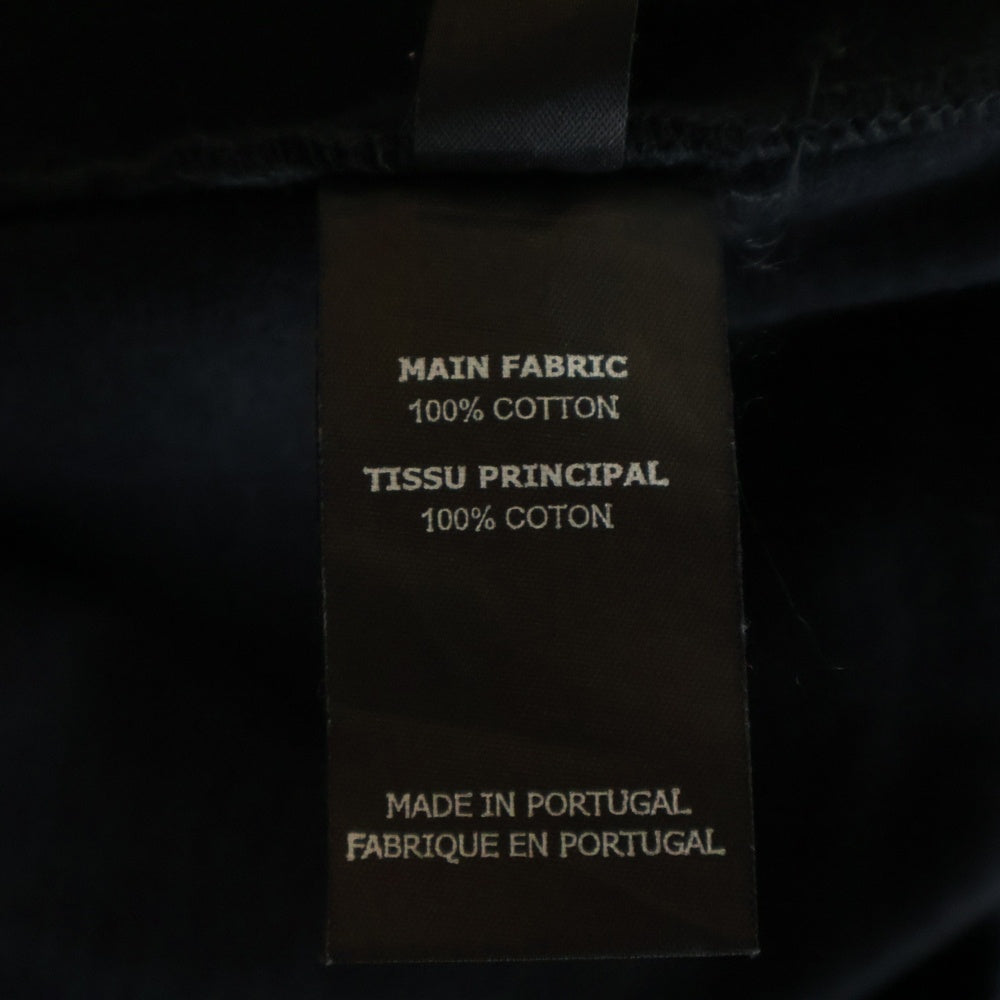 MAIN FABRIC
100% COTTON
TISSU PRINCIPAL
100% COTON
MADE IN PORTUGAL
FABRIQUE EN PORTUGAL